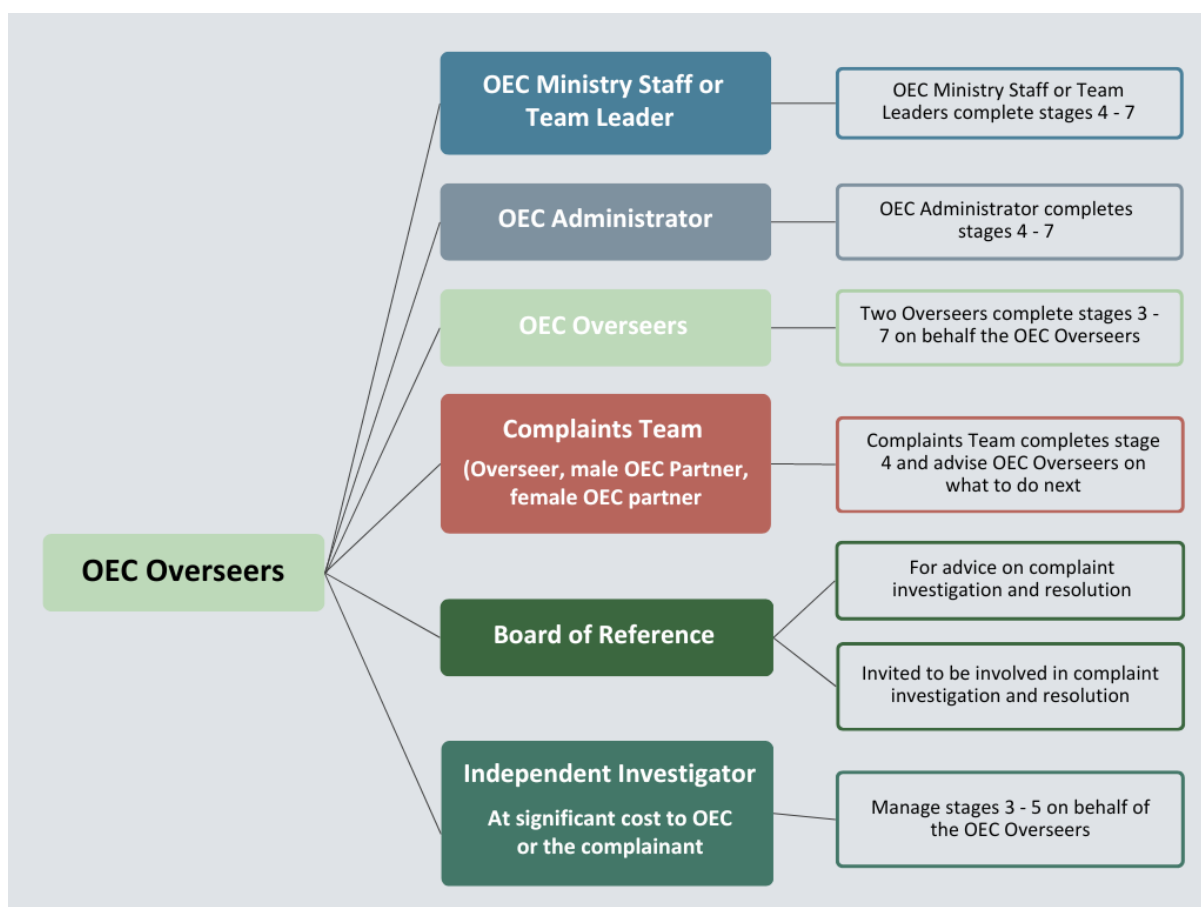 OEC Ministry Staff or
Team Leader
OEC Ministry Staff or Team
Leaders complete stages 4 - 7
OEC Administrator
OEC Administrator completes
stages 4 - 7
OEC Overseers
Two Overseers complete stages 3 -
7 on behalf the OEC Overseers
Complaints Team
(Overseer, male OEC Partner,
female OEC partner
Complaints Team completes stage
4 and advise OEC Overseers on
what to do next
OEC Overseers
Board of Reference
For advice on complaint
investigation and resolution
Invited to be involved in complaint
investigation and resolution
Independent Investigator
At significant cost to OEC
or the complainant
Manage stages 3 - 5 on behalf of
the OEC Overseers